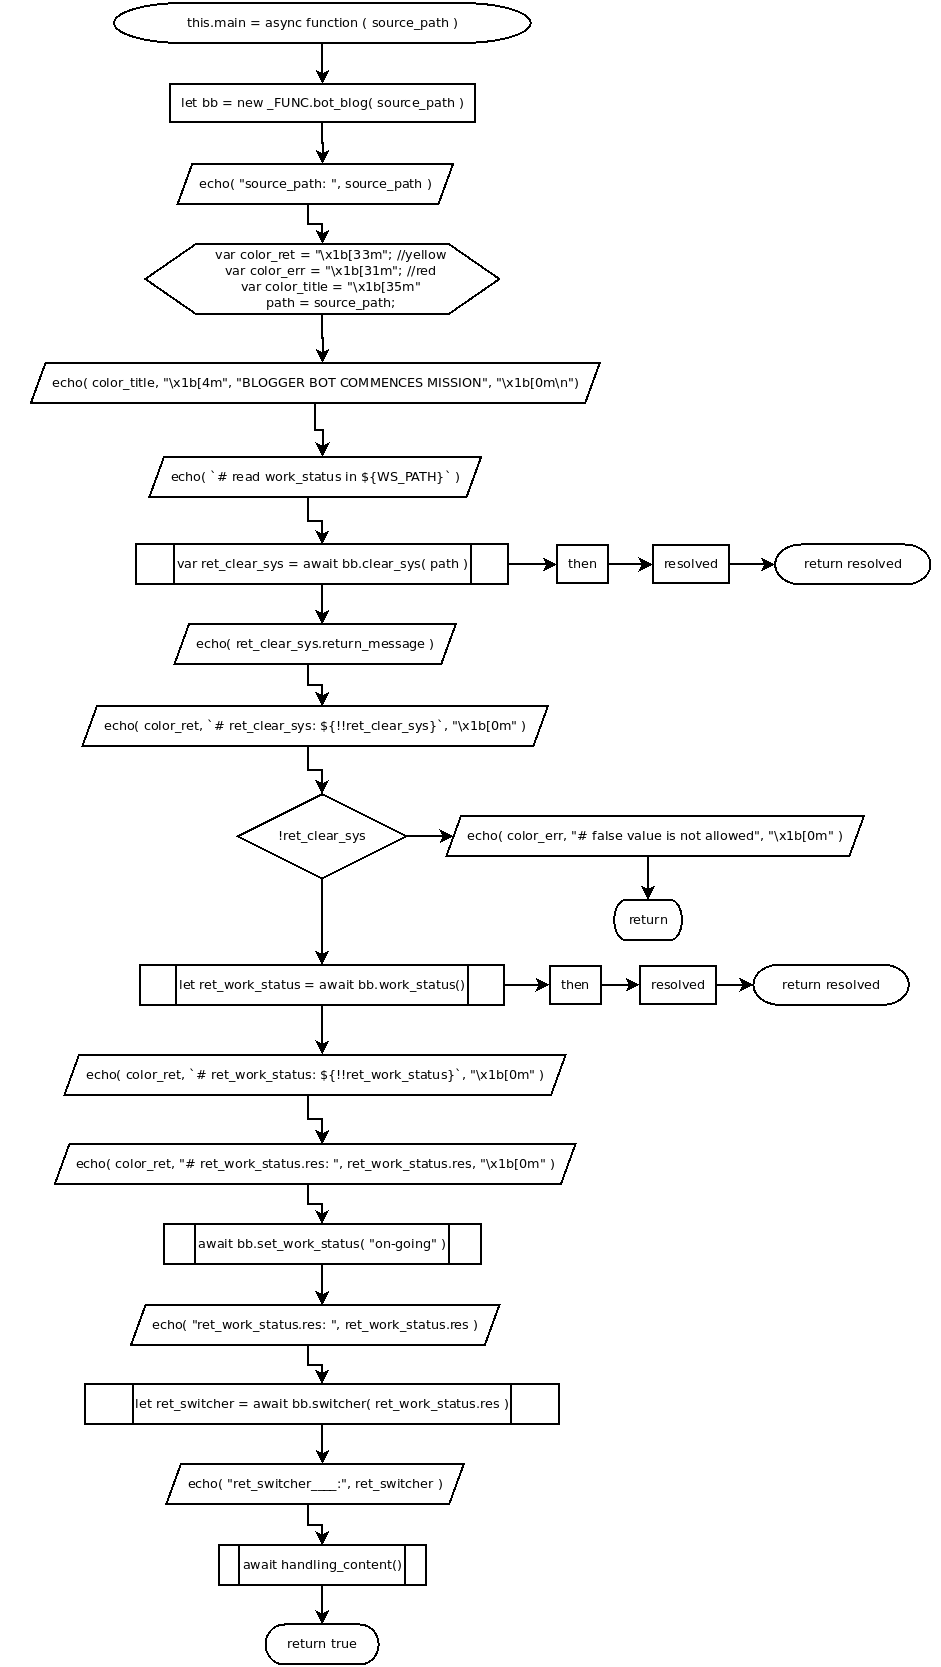 this.main = async function ( source_path )
let bb = new _FUNC.bot_blog( source_path )
echo( "source_path: ", source_path )
var color_ret = "\x1b[33m"; //yellow
var color_err = "\x1b[31m"; //red
var color_title = "\x1b[35m"
path = source_path;
echo( color_title, "\x1b[4m", "BLOGGER BOT COMMENCES MISSION", "\x1b[0m\n")
echo( `# read work_status in ${WS_PATH}` )
var ret_clear_sys = await bb.clear_sys( path )
then
resolved
return resolved
echo( ret_clear_sys.return_message )
echo( color_ret, `# ret_clear_sys: ${!!ret_clear_sys}`, "\x1b[0m" )
!ret_clear_sys
echo( color_err, "# false value is not allowed", "\x1b[0m" )
return
let ret_work_status = await bb.work_status()
then
resolved
return resolved
echo( color_ret, `# ret_work_status: ${!!ret_work_status}`, "\x1b[0m" )
echo( color_ret, "# ret_work_status.res: ", ret_work_status.res, "\x1b[0m" )
await bb.set_work_status( "on-going" )
echo( "ret_work_status.res: ", ret_work_status.res )
let ret_switcher = await bb.switcher( ret_work_status.res )
echo( "ret_switcher____:", ret_switcher )
await handling_content()
return true